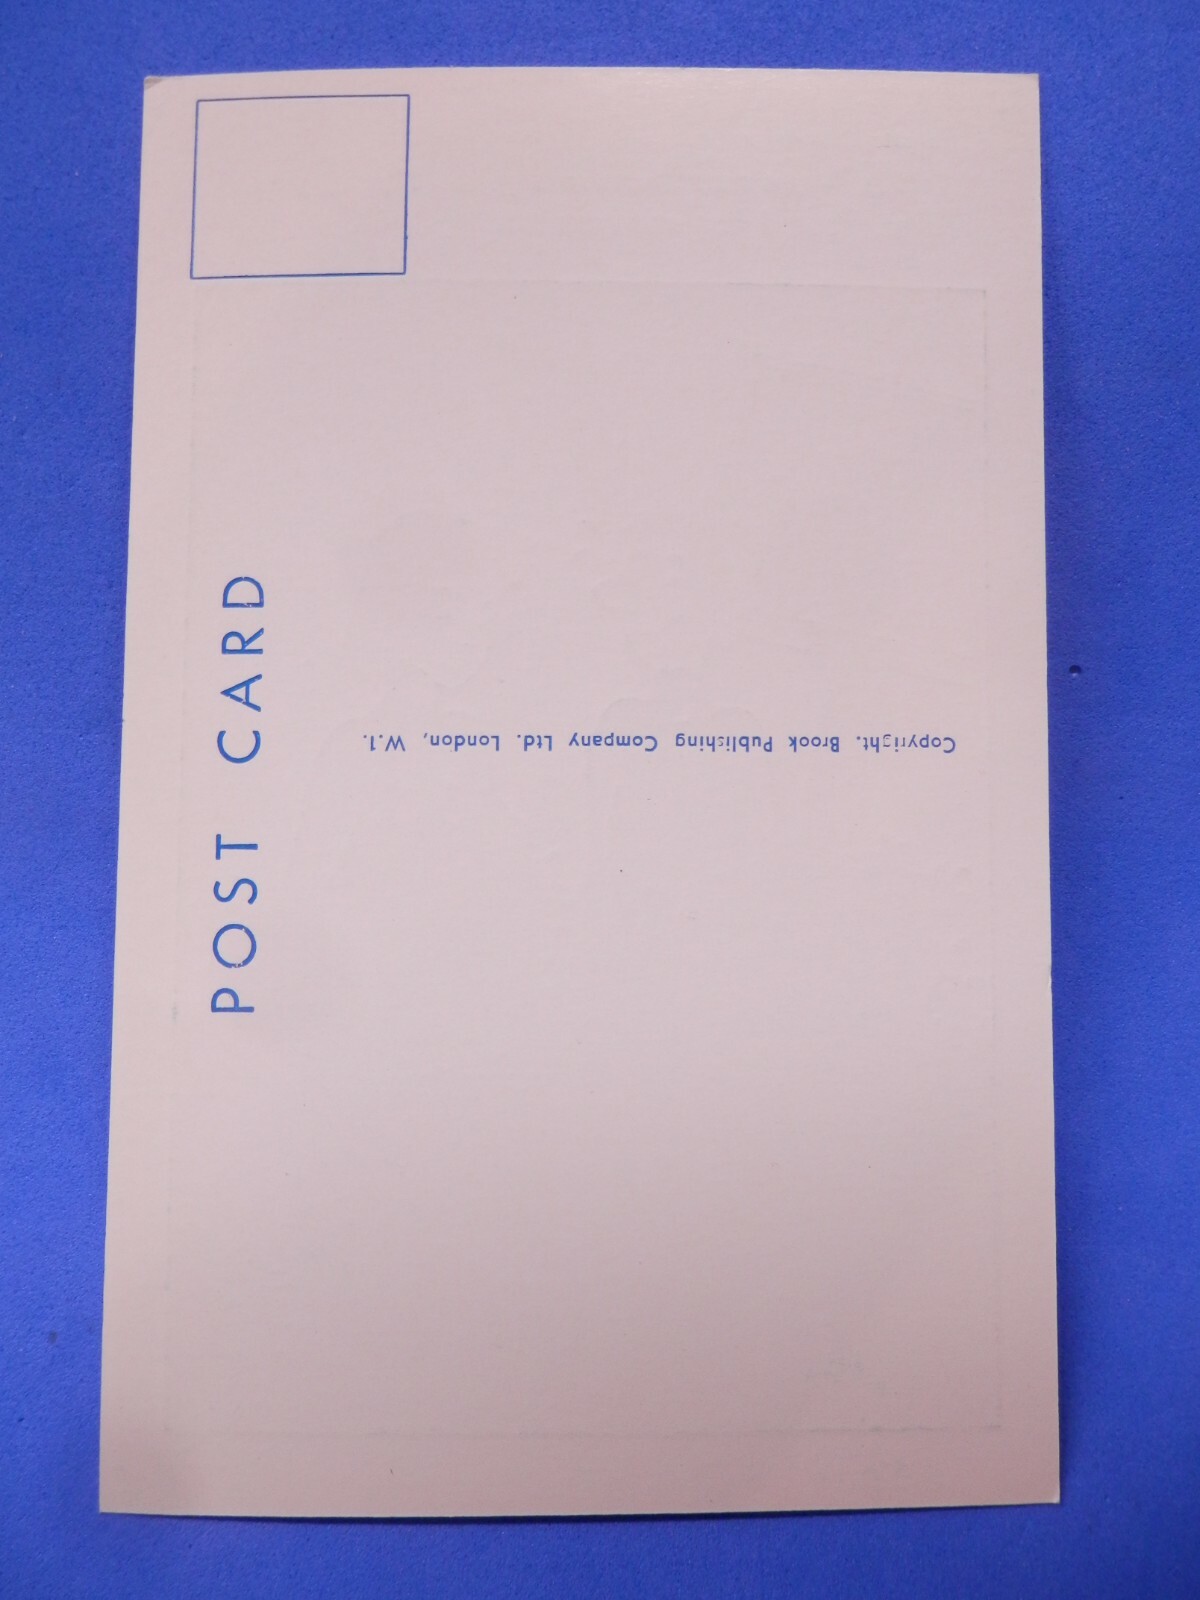 POST CARD
Copyright. Brook Publishing Company Ltd. London, W.1.